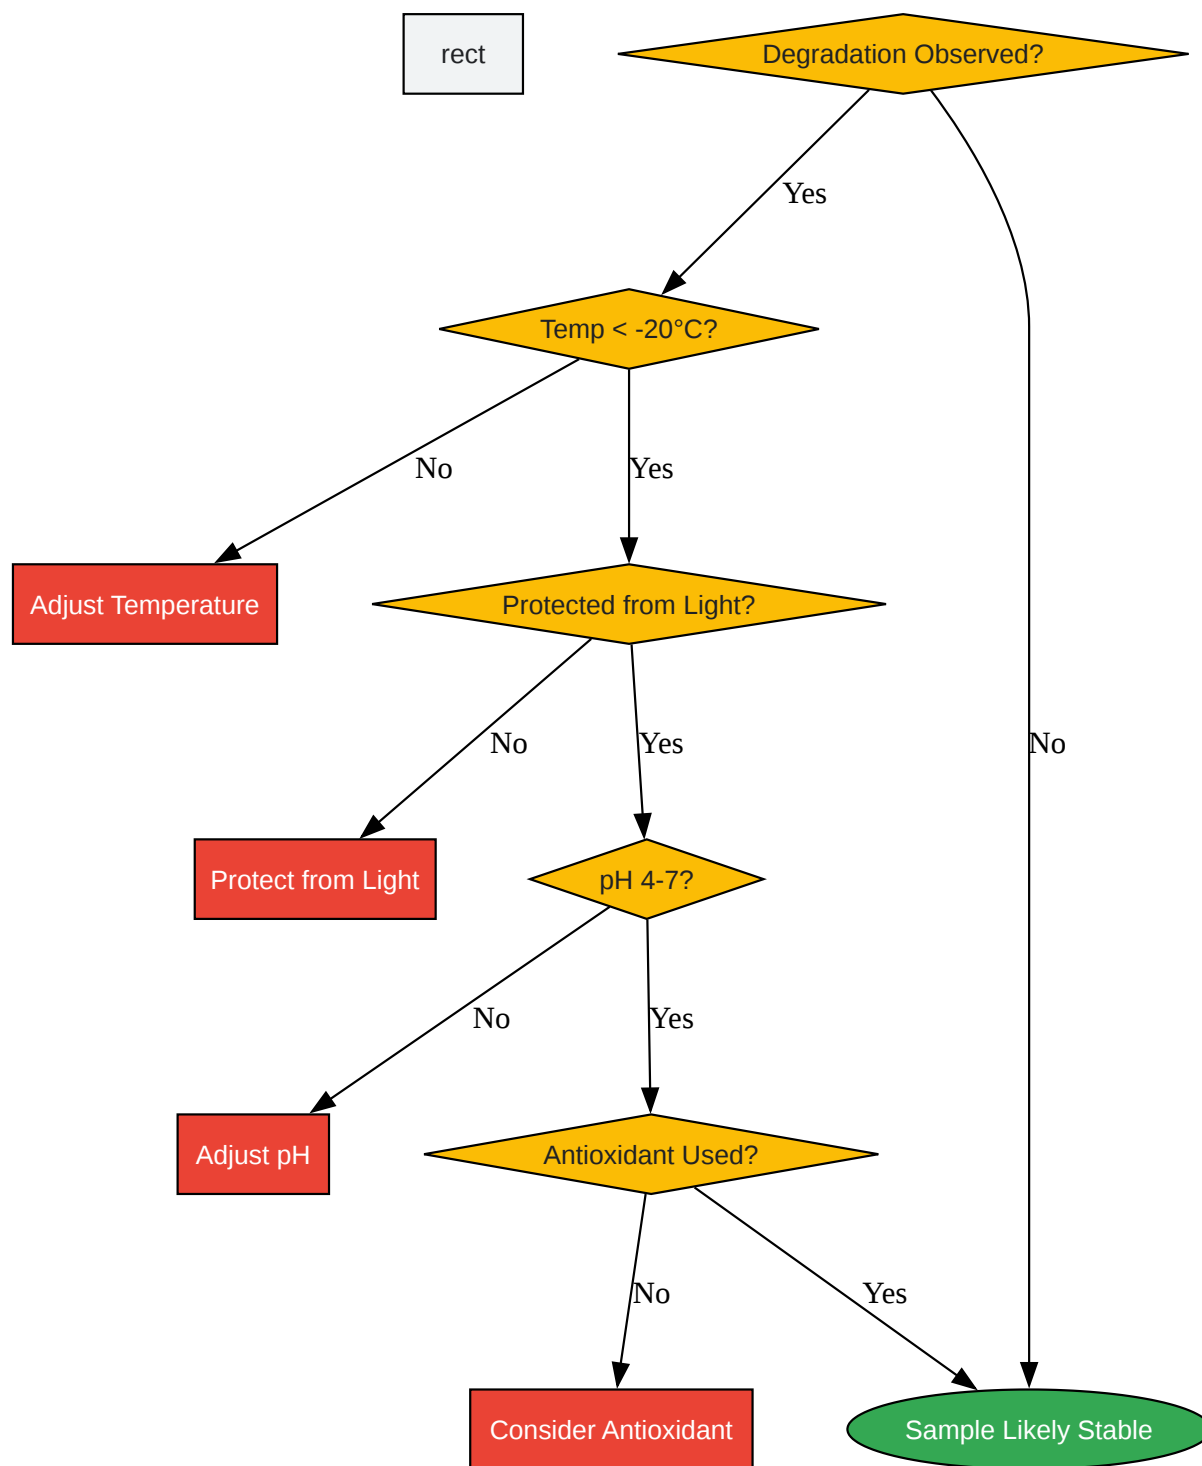 rect
Degradation Observed?
Yes
Temp < -20°C?
No
Yes
Adjust Temperature
Protected from Light?
No
Yes
No
Protect from Light
pH 4-7?
No
Yes
Adjust pH
Antioxidant Used?
No
Yes
Consider Antioxidant
Sample Likely Stable